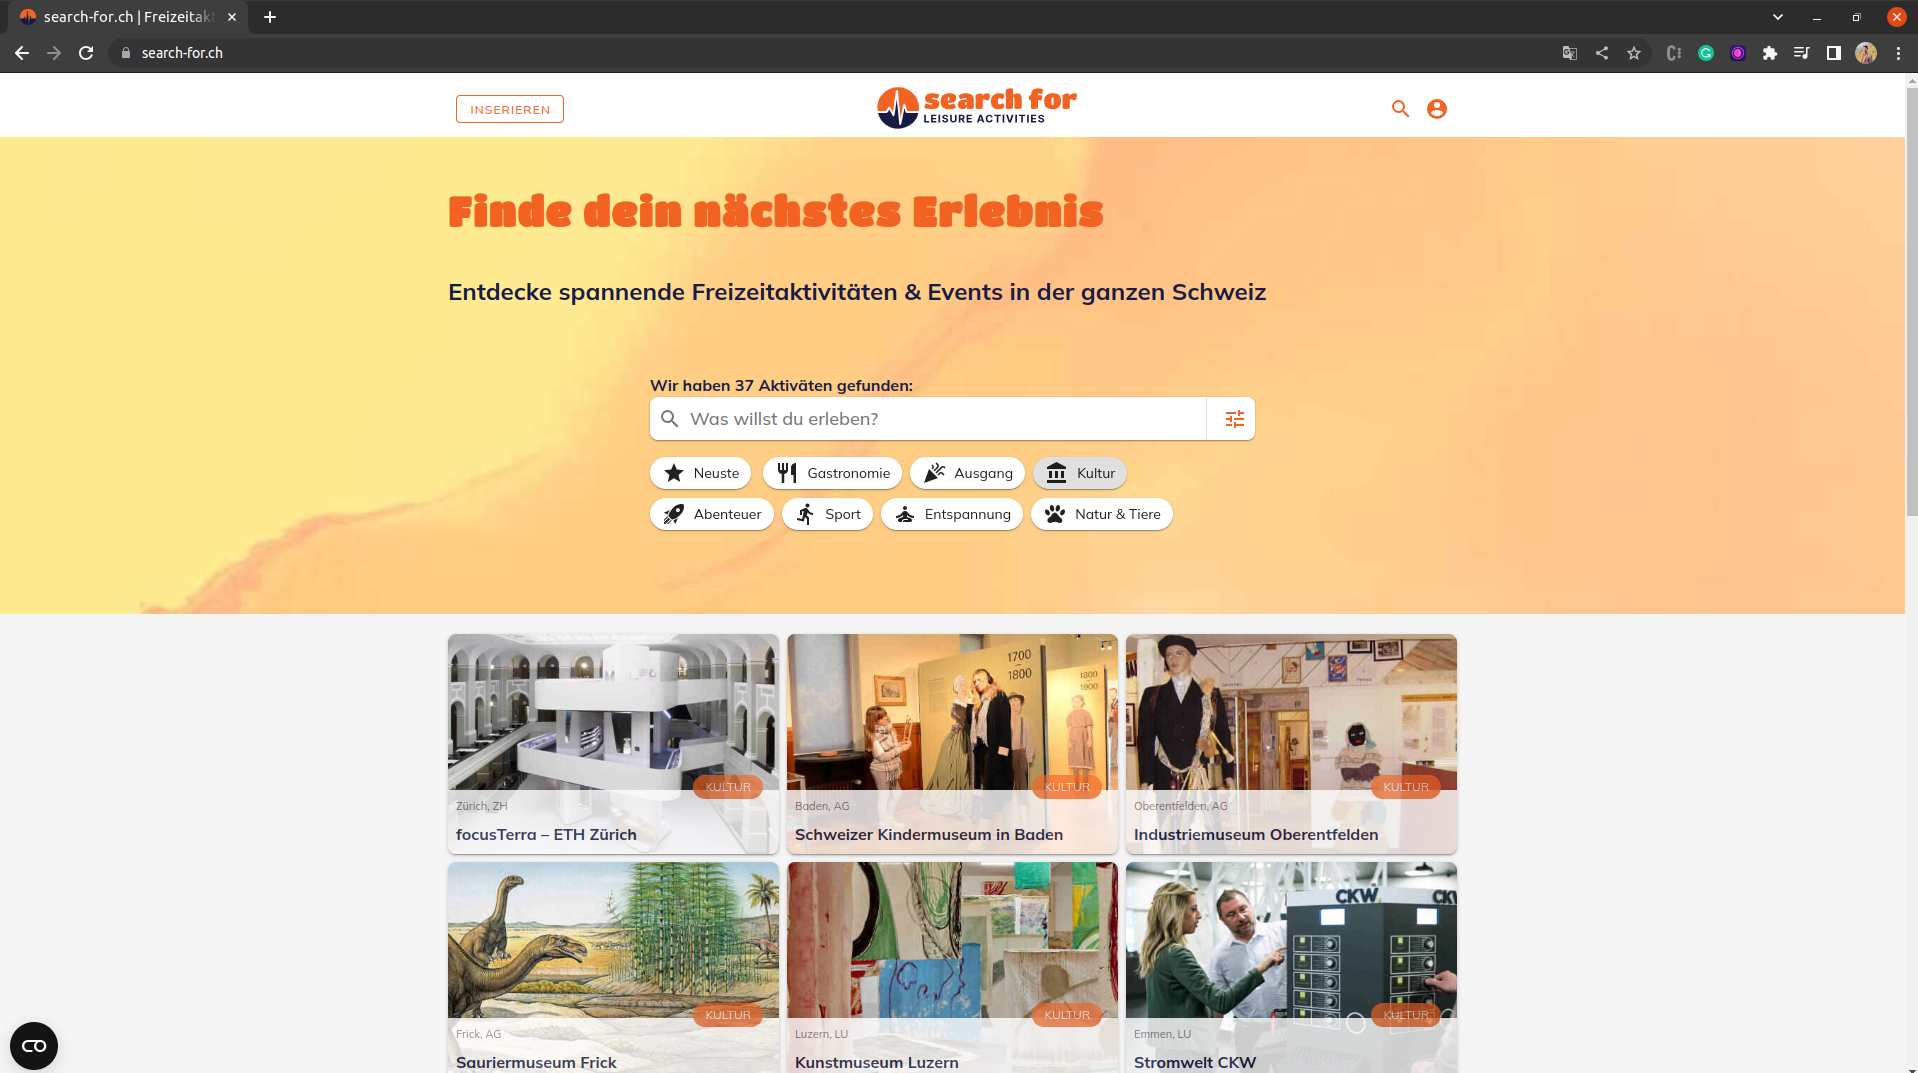 search-for.ch | Freizeitakt
search-for.ch
INSERIEREN
search for
LEISURE ACTIVITIES
Finde dein nächstes Erlebnis
Entdecke spannende Freizeitaktivitäten & Events in der ganzen Schweiz
Wir haben 37 Aktiväten gefunden:
Was willst du erleben?
Neuste
Gastronomie
Ausgang
Kultur
Abenteuer
Sport
Entspannung
Natur & Tiere
1700
1800
1800
1900
KULTUR
Zürich, ZH
focusTerra – ETH Zürich
KULTUR
Baden, AG
Schweizer Kindermuseum in Baden
KULTUR
Oberentfelden, AG
Industriemuseum Oberentfelden
CKW
CK
KULTUR
Frick, AG
Sauriermuseum Frick
KULTUR
Luzern, LU
Kunstmuseum Luzern
KULTUR
Emmen, LU
Stromwelt CKW